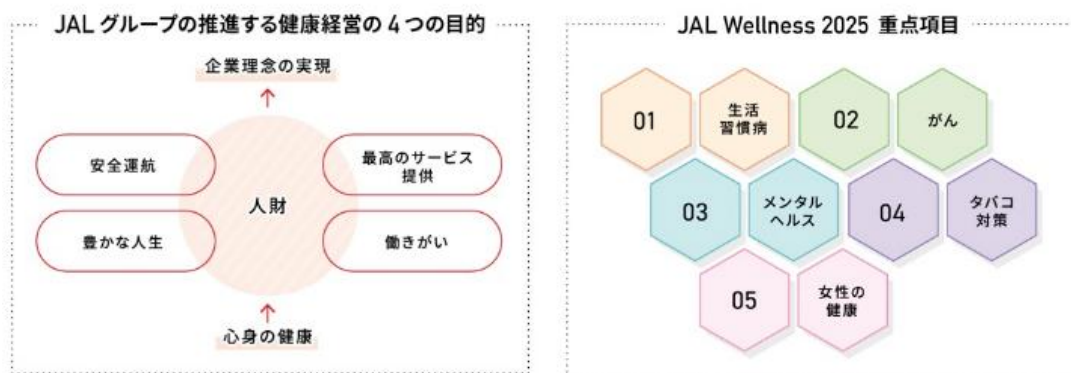 JALグループの推進する健康経営の4つの目的
企業理念の実現
安全運航
最高のサービス
提供
人財
豊かな人生
働きがい
心身の健康
JAL Wellness 2025 重点項目
01
生活
習慣病
02
がん
03
メンタル
ヘルス
04
タバコ
対策
05
女性の
健康